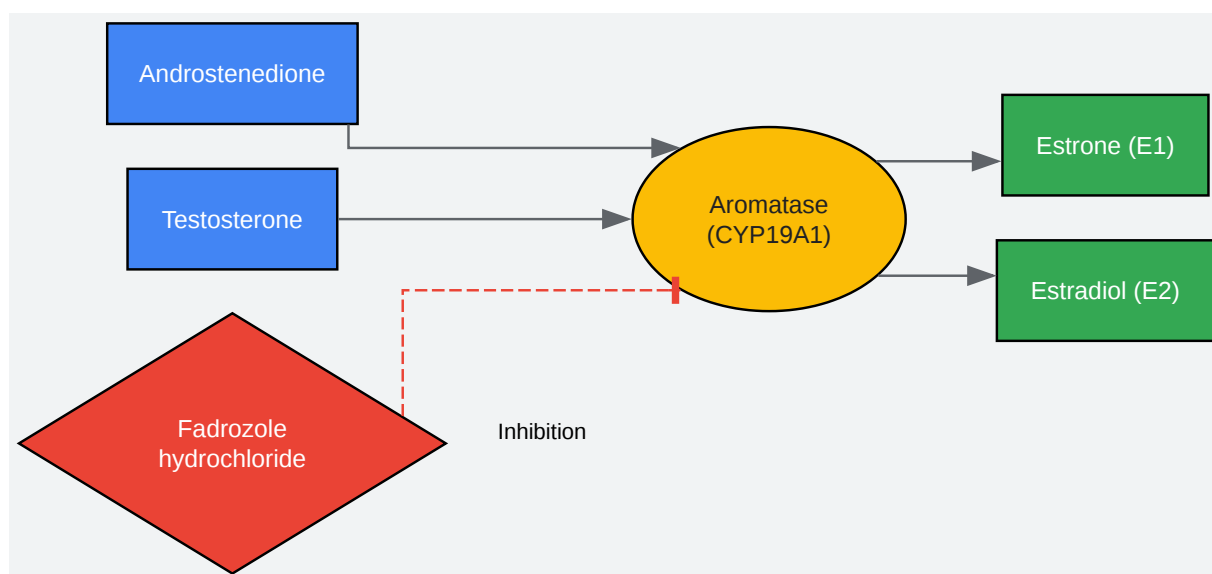 Androstenedione
Estrone (E1)
Testosterone
Aromatase
(CYP19A1)
Estradiol (E2)
Fadrozole
hydrochloride
Inhibition